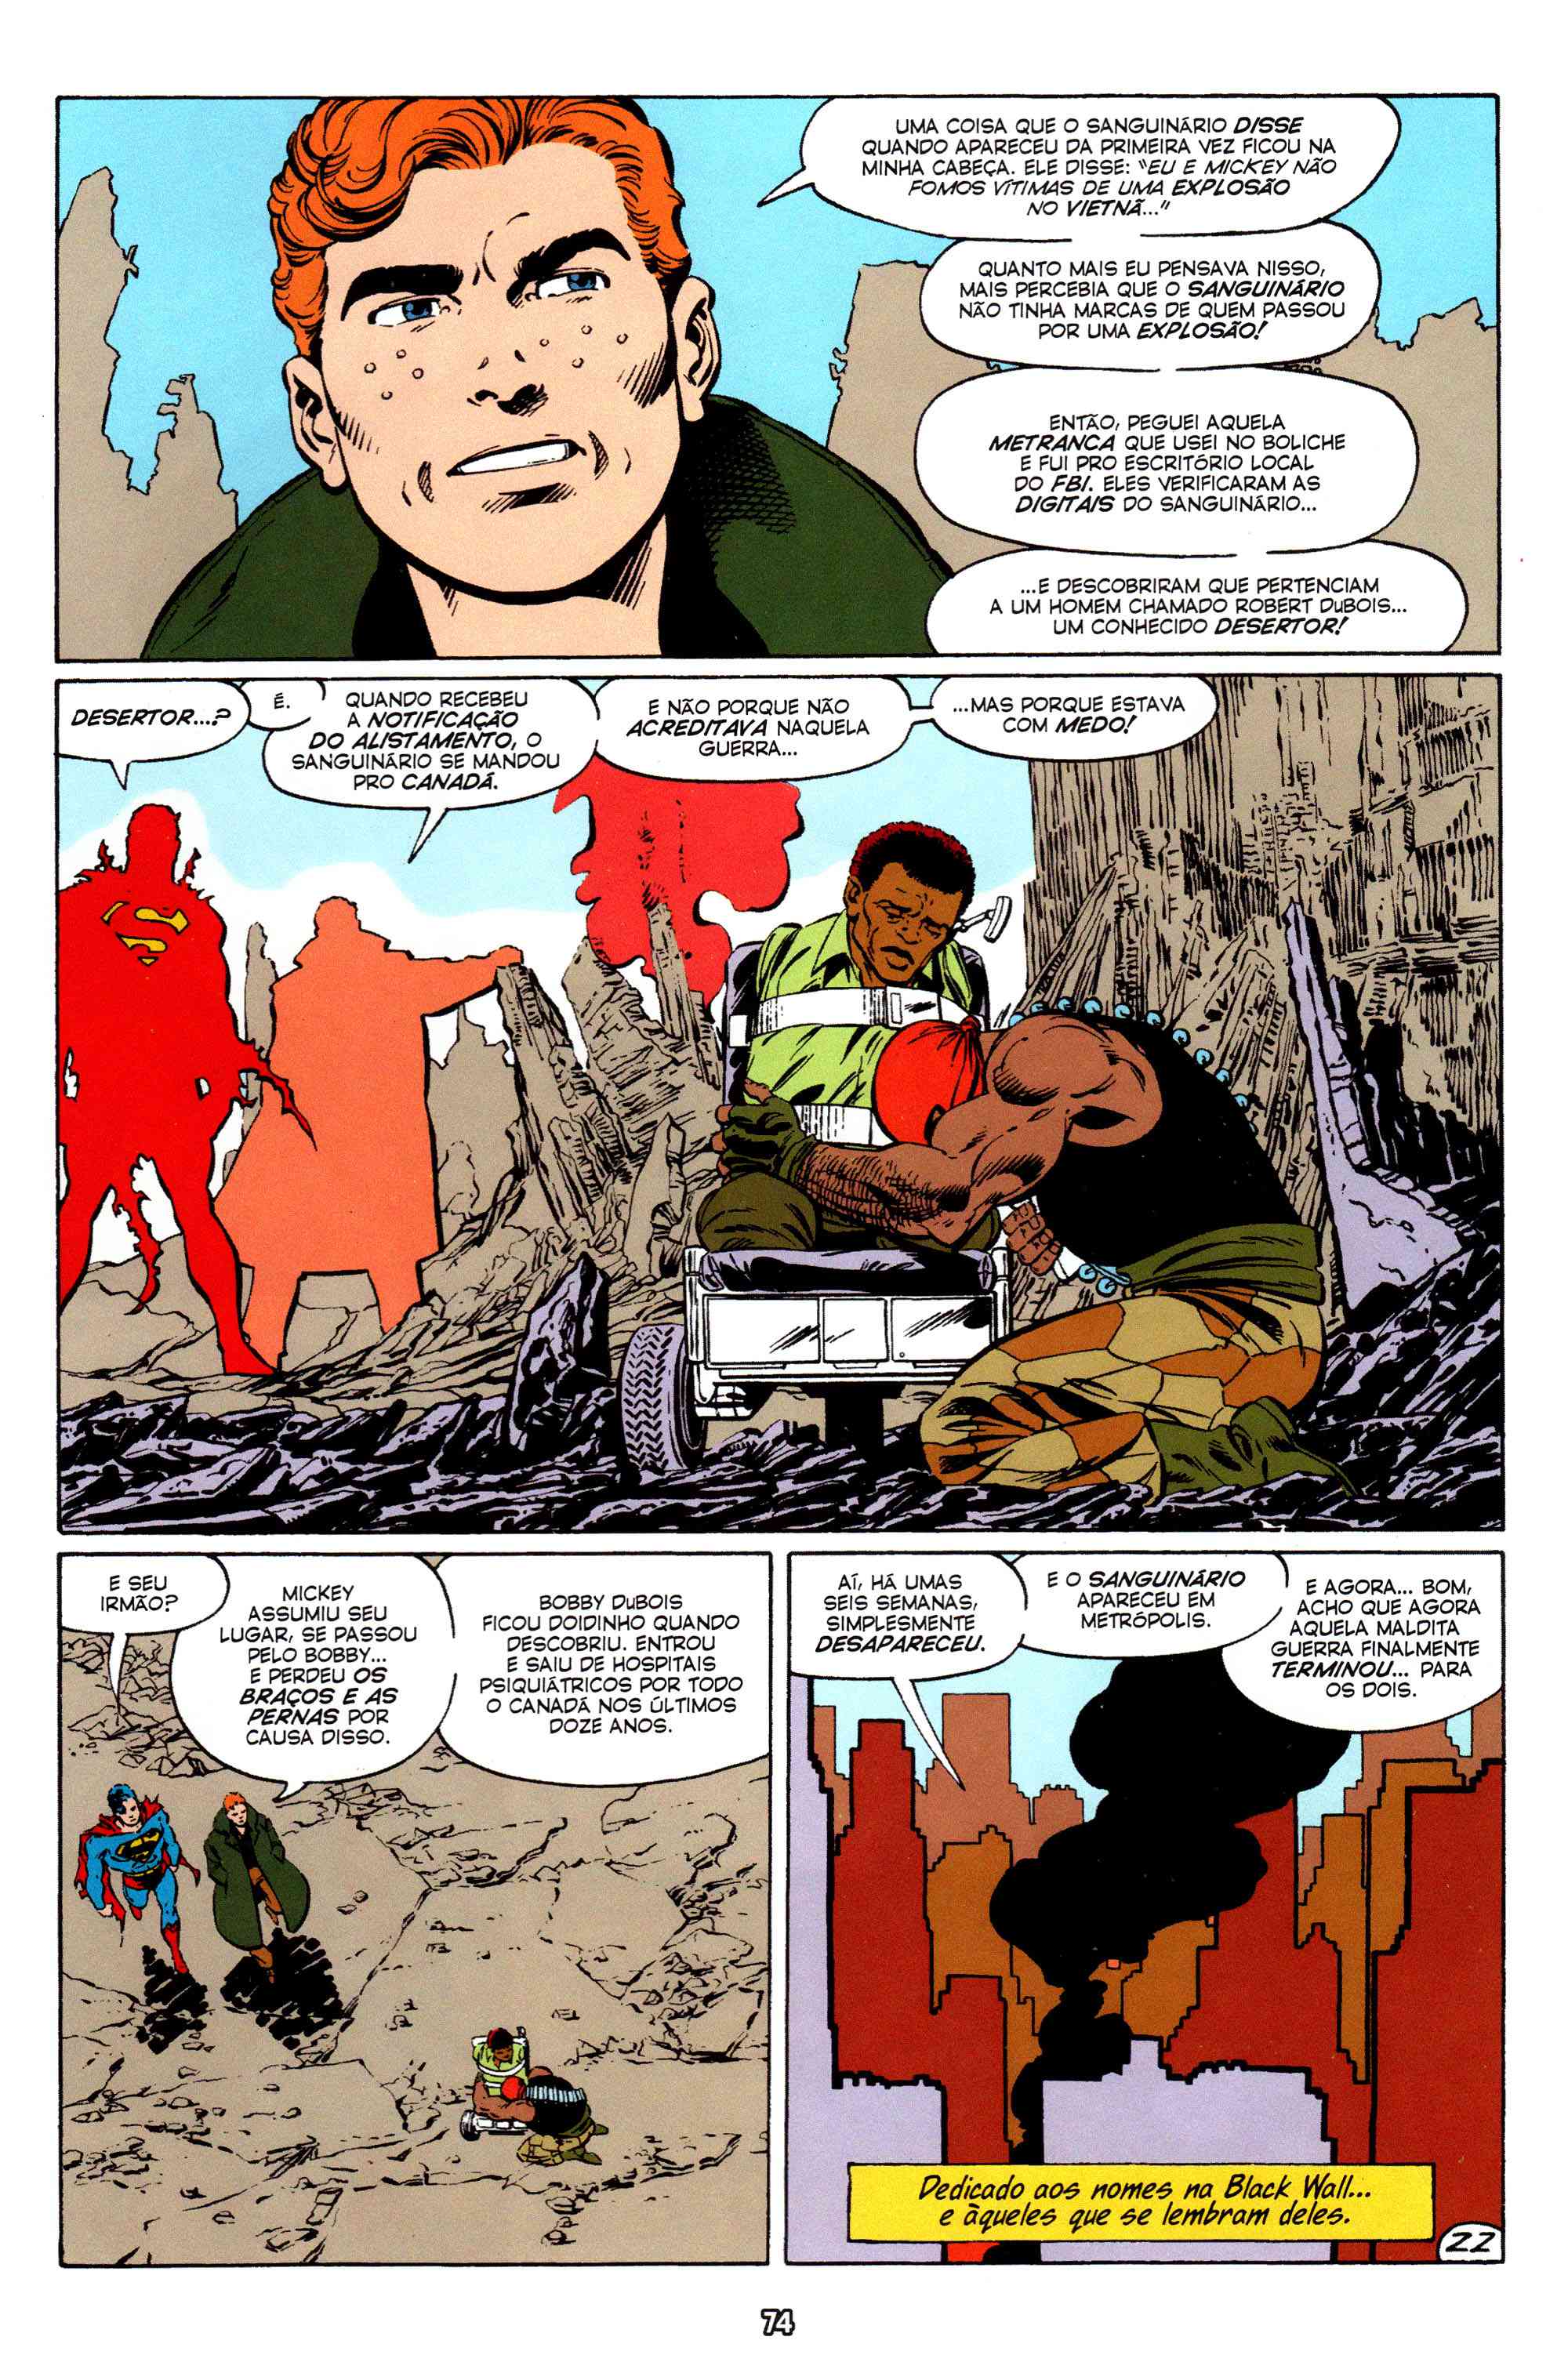 UMA COISA QUE O SANGUINÁRIO DISSE
QUANDO APARECEU DA PRIMEIRA VEZ FICOU NA
MINHA CABEÇA. ELE DISSE: "EU E MICKEY NÃO
FOMOS VÍTIMAS DE UMA EXPLOSÃO
NO VIETNÃ..."
QUANTO MAIS EU PENSAVA NISSO,
MAIS PERCEBIA QUE O SANGUINÁRIO
NÃO TINHA MARCAS DE QUEM PASSOU
POR UMA EXPLOSÃO!
ENTÃO, PEGUEI AQUELA
METRANCA QUE USEI NO BOLICHE
E FUI PRO ESCRITÓRIO LOCAL
DO FBI. ELES VERIFICARAM AS
DIGITAIS DO SANGUINÁRIO...
...E DESCOBRIRAM QUE PERTENCIAM
A UM HOMEM CHAMADO ROBERT DuBOIS...
UM CONHECIDO DESERTOR!
DESERTOR...?
É.
QUANDO RECEBEU
A NOTIFICAÇÃO
DO ALISTAMENTO, O
SANGUINÁRIO SE MANDOU
PRO CANADÁ.
E NÃO PORQUE NÃO
ACREDITAVA NAQUELA
GUERRA...
...MAS PORQUE ESTAVA
COM MEDO!
E SEU
IRMÃO?
MICKEY
ASSUMIU SEU
LUGAR, SE PASSOU
PELO BOBBY...
E PERDEU OS
BRAÇOS E AS
PERNAS POR
CAUSA DISSO.
BOBBY DuBOIS
FICOU DOIDINHO QUANDO
DESCOBRIU. ENTROU
E SAIU DE HOSPITAIS
PSIQUIÁTRICOS POR TODO
O CANADÁ NOS ÚLTIMOS
DOZE ANOS.
AÍ, HÁ UMAS
SEIS SEMANAS,
SIMPLESMENTE
DESAPARECEU.
E O SANGUINÁRIO
APARECEU EM
METRÓPOLIS.
E AGORA... BOM,
ACHO QUE AGORA
AQUELA MALDITA
GUERRA FINALMENTE
TERMINOU... PARA
OS DOIS.
Dedicado aos nomes na Black Wall...
e àqueles que se lembram deles.
22
74